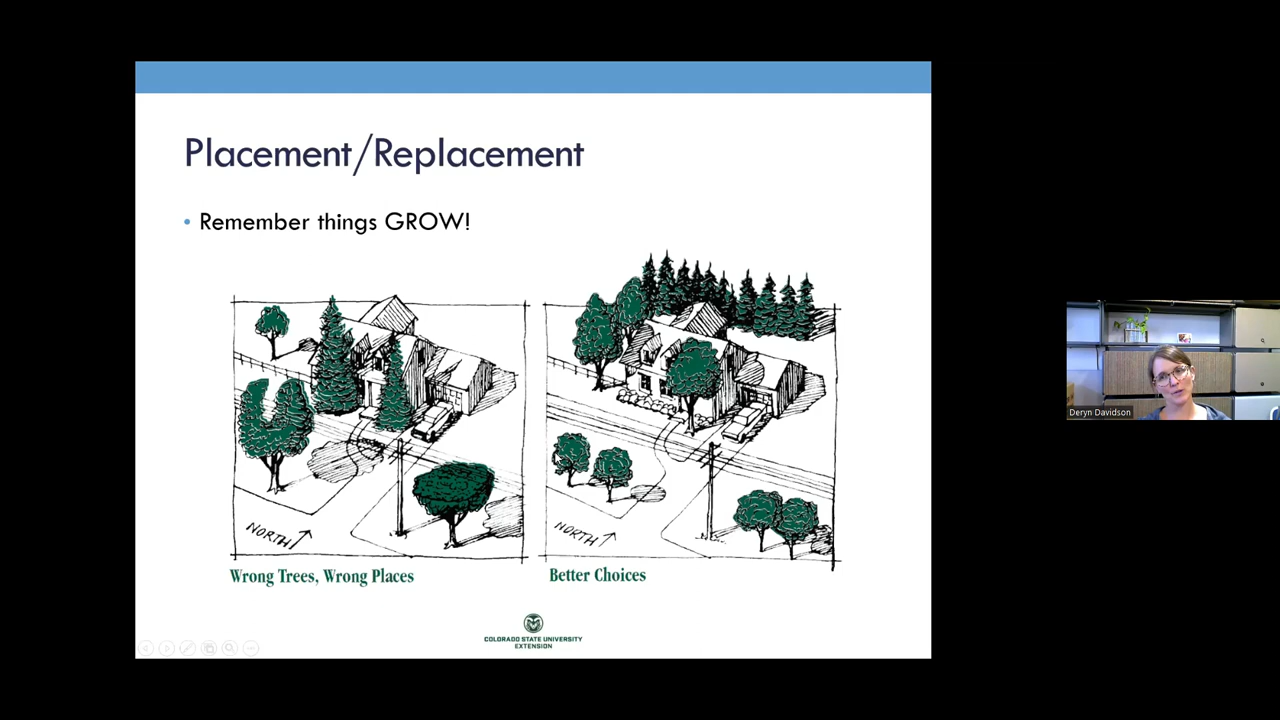 Placement/Replacement
• Remember things GROW!
NORTH
NORTH
Wrong Trees, Wrong Places
Better Choices
COLORADO STATE UNIVERSITY
EXTENSION
Deryn Davidson